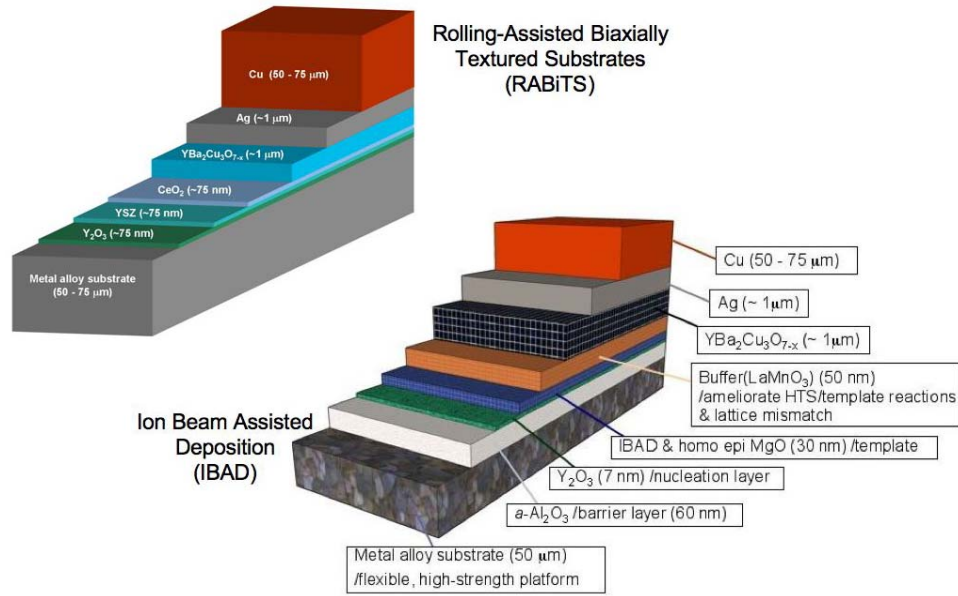 Rolling-Assisted Biaxially
Textured Substrates
(RABiTS)
Cu (50 - 75 μm)
Ag (~1 μm)
YBa₂Cu₃O₇₋ₓ (~1 μm)
CeO₂ (~75 nm)
YSZ (~75 nm)
Y₂O₃ (~75 nm)
Metal alloy substrate
(50 - 75 μm)
Ion Beam Assisted
Deposition
(IBAD)
Cu (50 - 75 μm)
Ag (~ 1μm)
YBa₂Cu₃O₇₋ₓ (~ 1μm)
Buffer(LaMnO₃) (50 nm)
/ameliorate HTS/template reactions
& lattice mismatch
IBAD & homo epi MgO (30 nm) /template
Y₂O₃ (7 nm) /nucleation layer
a-Al₂O₃ /barrier layer (60 nm)
Metal alloy substrate (50 μm)
/flexible, high-strength platform